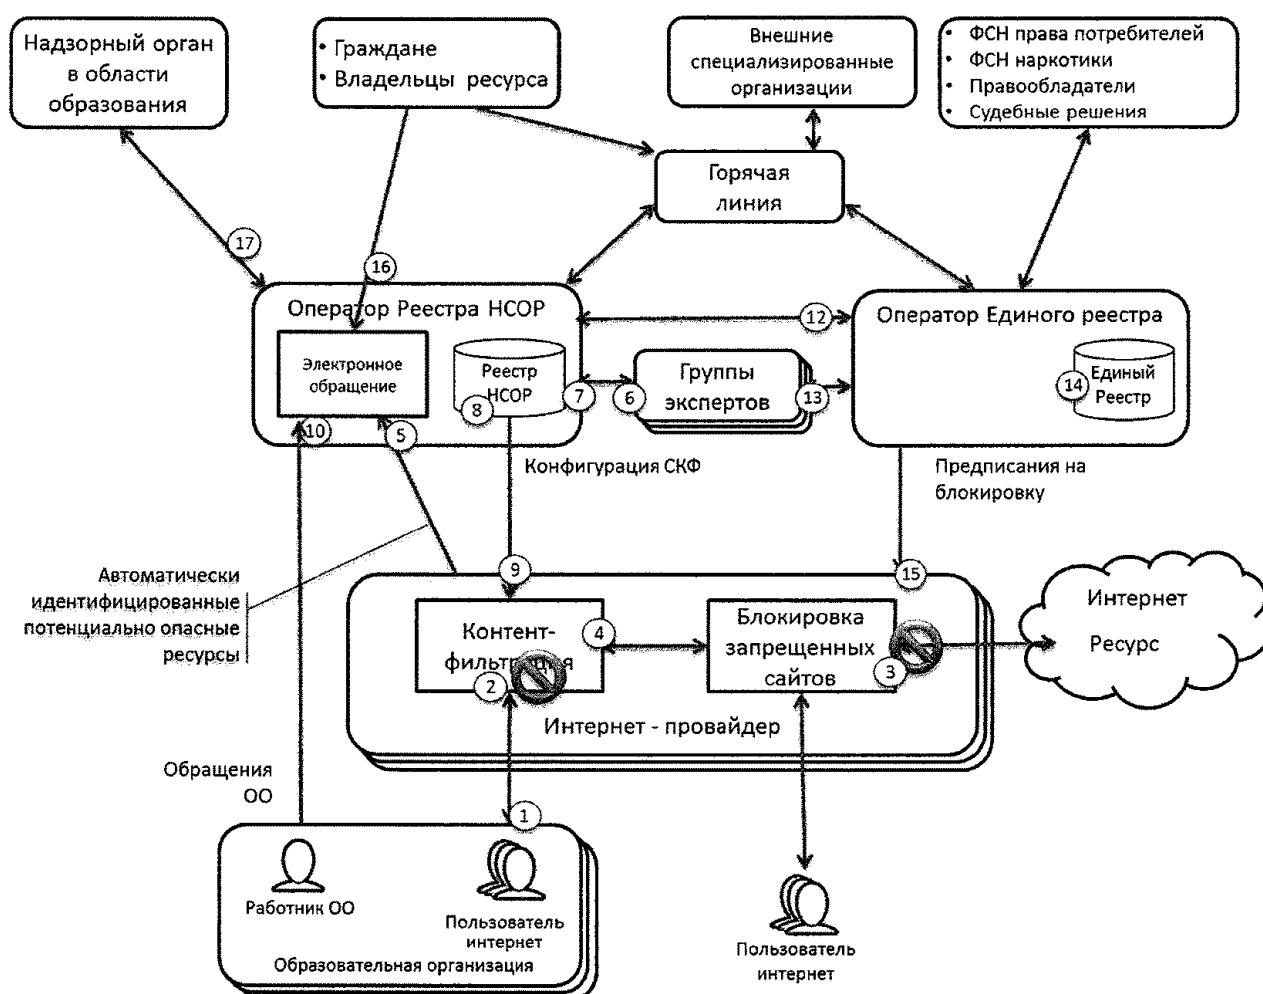 Надзорный орган
в области
образования
• Граждане
• Владельцы ресурса
Внешние
специализированные
организации
• ФСН права потребителей
• ФСН наркотики
• Правообладатели
• Судебные решения
Горячая
линия
17
16
Оператор Реестра НСОР
12
Оператор Единого реестра
Электронное
обращение
Реестр
НСОР
8
7
6
Группы
экспертов
13
14
Единый
Реестр
10
5
Конфигурация СКФ
Предписания на
блокировку
Автоматически
идентифицированные
потенциально опасные
ресурсы
9
15
Контент-
фильтрация
4
2
Блокировка
запрещенных
сайтов
3
Интернет
Ресурс
Интернет - провайдер
Обращения
ОО
1
Работник ОО
Пользователь
интернет
Образовательная организация
Пользователь
интернет